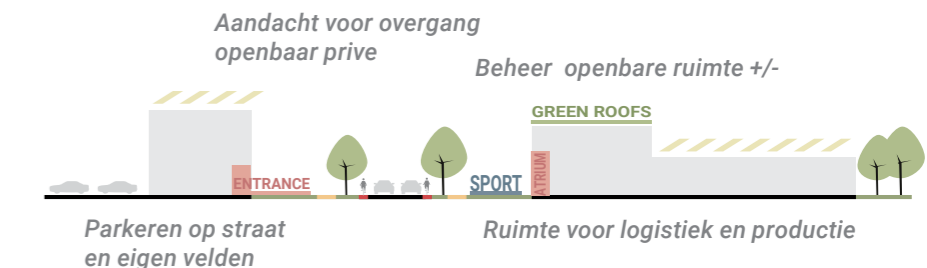 Aandacht voor overgang
openbaar prive
Beheer openbare ruimte +/-
GREEN ROOFS
ENTRANCE
SPORT
ATRIUM
Parkeren op straat
en eigen velden
Ruimte voor logistiek en productie